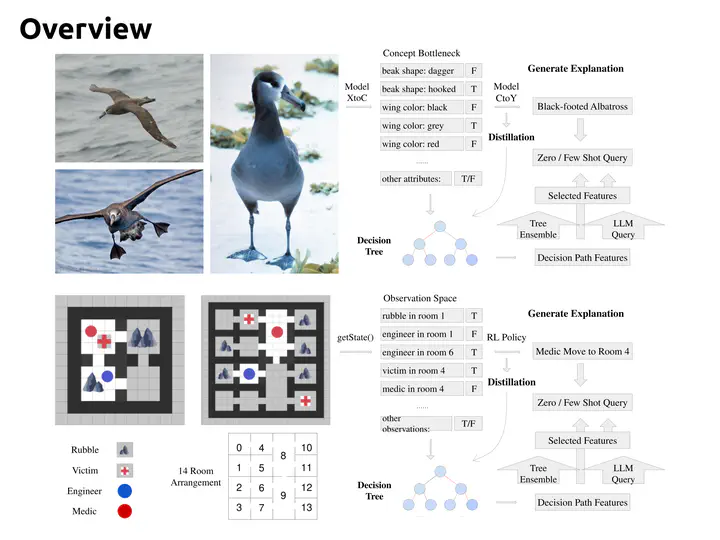 Overview
Concept Bottleneck
Model
XtoC
beak shape: dagger F
beak shape: hooked T
wing color: black F
wing color: grey T
wing color: red F
......
other attributes: T/F
Model
CtoY
Distillation
Decision
Tree
Generate Explanation
Black-footed Albatross
Zero / Few Shot Query
Selected Features
Tree
Ensemble
LLM
Query
Decision Path Features
Observation Space
getState()
rubble in room 1 T
engineer in room 1 F
engineer in room 6 T
victim in room 4 T
medic in room 4 F
......
other
observations: T/F
RL Policy
Distillation
Decision
Tree
Generate Explanation
Medic Move to Room 4
Zero / Few Shot Query
Selected Features
Tree
Ensemble
LLM
Query
Decision Path Features
Rubble
Victim
Engineer
Medic
14 Room
Arrangement
0 4 8 10
1 5 11
2 6 9 12
3 7 13